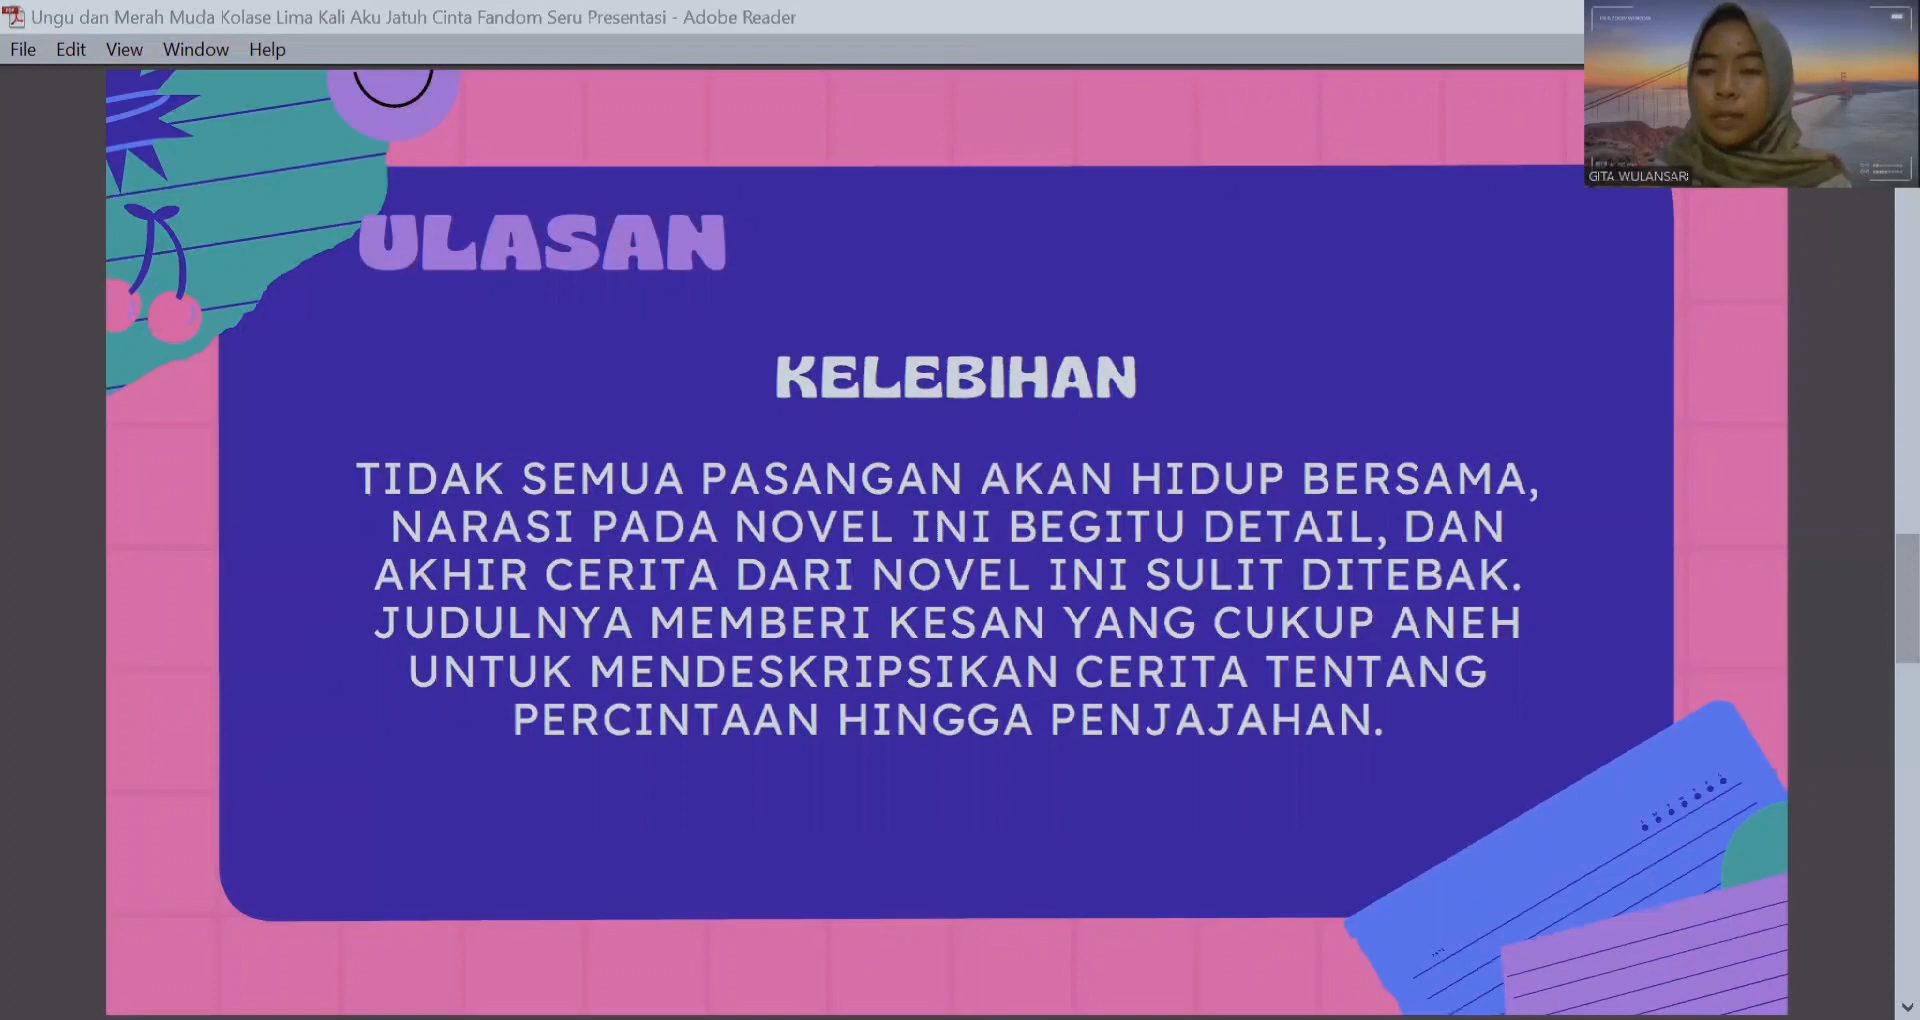 Ungu dan Merah Muda Kolase Lima Kali Aku Jatuh Cinta Fandom Seru Presentasi - Adobe Reader
File Edit View Window Help
GITA WULANSARI
ULASAN
KELEBIHAN
TIDAK SEMUA PASANGAN AKAN HIDUP BERSAMA,
NARASI PADA NOVEL INI BEGITU DETAIL, DAN
AKHIR CERITA DARI NOVEL INI SULIT DITEBAK.
JUDULNYA MEMBERI KESAN YANG CUKUP ANEH
UNTUK MENDESKRIPSIKAN CERITA TENTANG
PERCINTAAN HINGGA PENJAJAHAN.